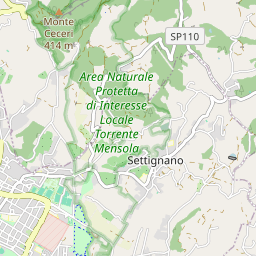 Monte
Ceceri
414 m
SP110
Area Naturale
Protetta
di Interesse
Locale
Torrente
Mensola
Settignano